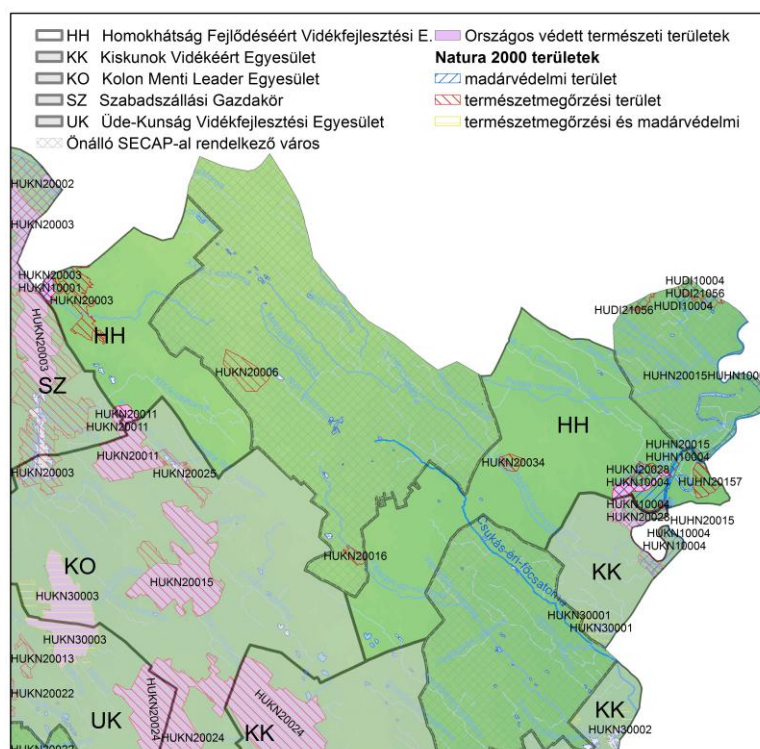 HH Homokhátság Fejlődéséért Vidékfejlesztési E.
KK Kiskunok Vidékéért Egyesület
KO Kolon Menti Leader Egyesület
SZ Szabadszállási Gazdakör
UK Üde-Kunság Vidékfejlesztési Egyesület
Önálló SECAP-al rendelkező város
Országos védett természeti területek
Natura 2000 területek
madárvédelmi terület
természetmegőrzési terület
természetmegőrzési és madárvédelmi
HUKN20002
HUKN20003
HUKN20003
HUKN10001
HUKN20003
HUKN20003
HH
SZ
HUKN20006
HUDI10004
HUDI21056
HUDI21056
HUDI10004
HUHN20015
HUKN20011
HUKN20011
HUKN20011
HUKN20025
HUKN20003
HH
HUKN20034
HUHN20015
HUHN10004
HUKN20028
HUKN10004
HUHN20157
HUKN10004
HUKN20028
HUHN20015
HUKN10004
HUKN10004
HUKN20016
Csukás-éri-főcsatorna
KO
HUKN20015
KK
HUKN30003
HUKN30003
HUKN30001
HUKN30001
HUKN20013
HUKN20022
UK
HUKN20024
HUKN20024
KK
HUKN20024
KK
HUKN30002